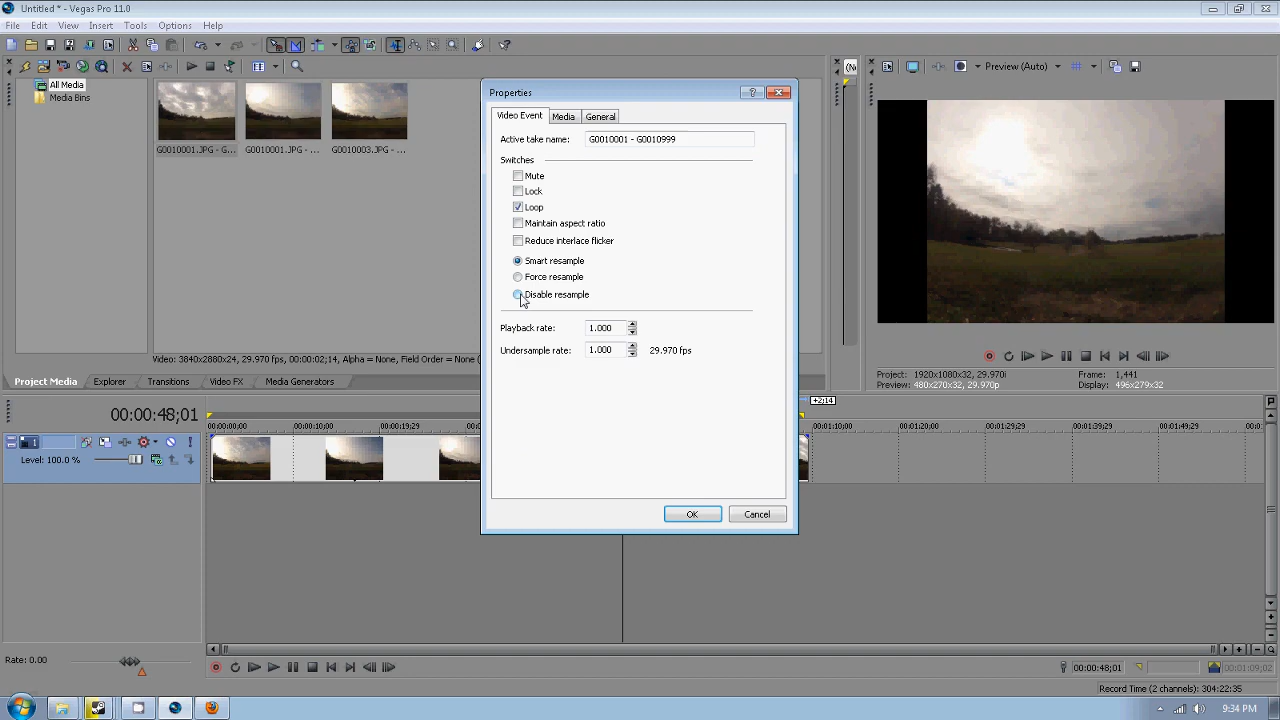 Untitled * - Vegas Pro 11.0
File Edit View Insert Tools Options Help
All Media
Media Bins
G0010001.JPG - G...
G0010001.JPG - ...
G0010003.JPG - ...
Preview (Auto)
Properties
Video Event Media General
Active take name: G0010001 - G0010999
Switches
Mute
Lock
Loop
Maintain aspect ratio
Reduce interlace flicker
Smart resample
Force resample
Disable resample
Playback rate: 1.000
Undersample rate: 1.000 29.970 fps
OK Cancel
Video: 3840x2880x24, 29.970 fps, 00:00:02;14, Alpha = None, Field Order = None (
Project Media Explorer Transitions Video FX Media Generators
Project: 1920x1080x32, 29.970i
Preview: 480x270x32, 29.970p
Frame: 1,441
Display: 496x279x32
00:00:48;01
+2;14
00:00:00;00 00:00:10;00 00:00:19;29 00:01:10;00 00:01:20;00 00:01:29;29 00:01:39;29 00:01:49;29
1
Level: 100.0 %
Rate: 0.00
00:00:48;01
00:01:09;02
Record Time (2 channels): 304:22:35
9:34 PM